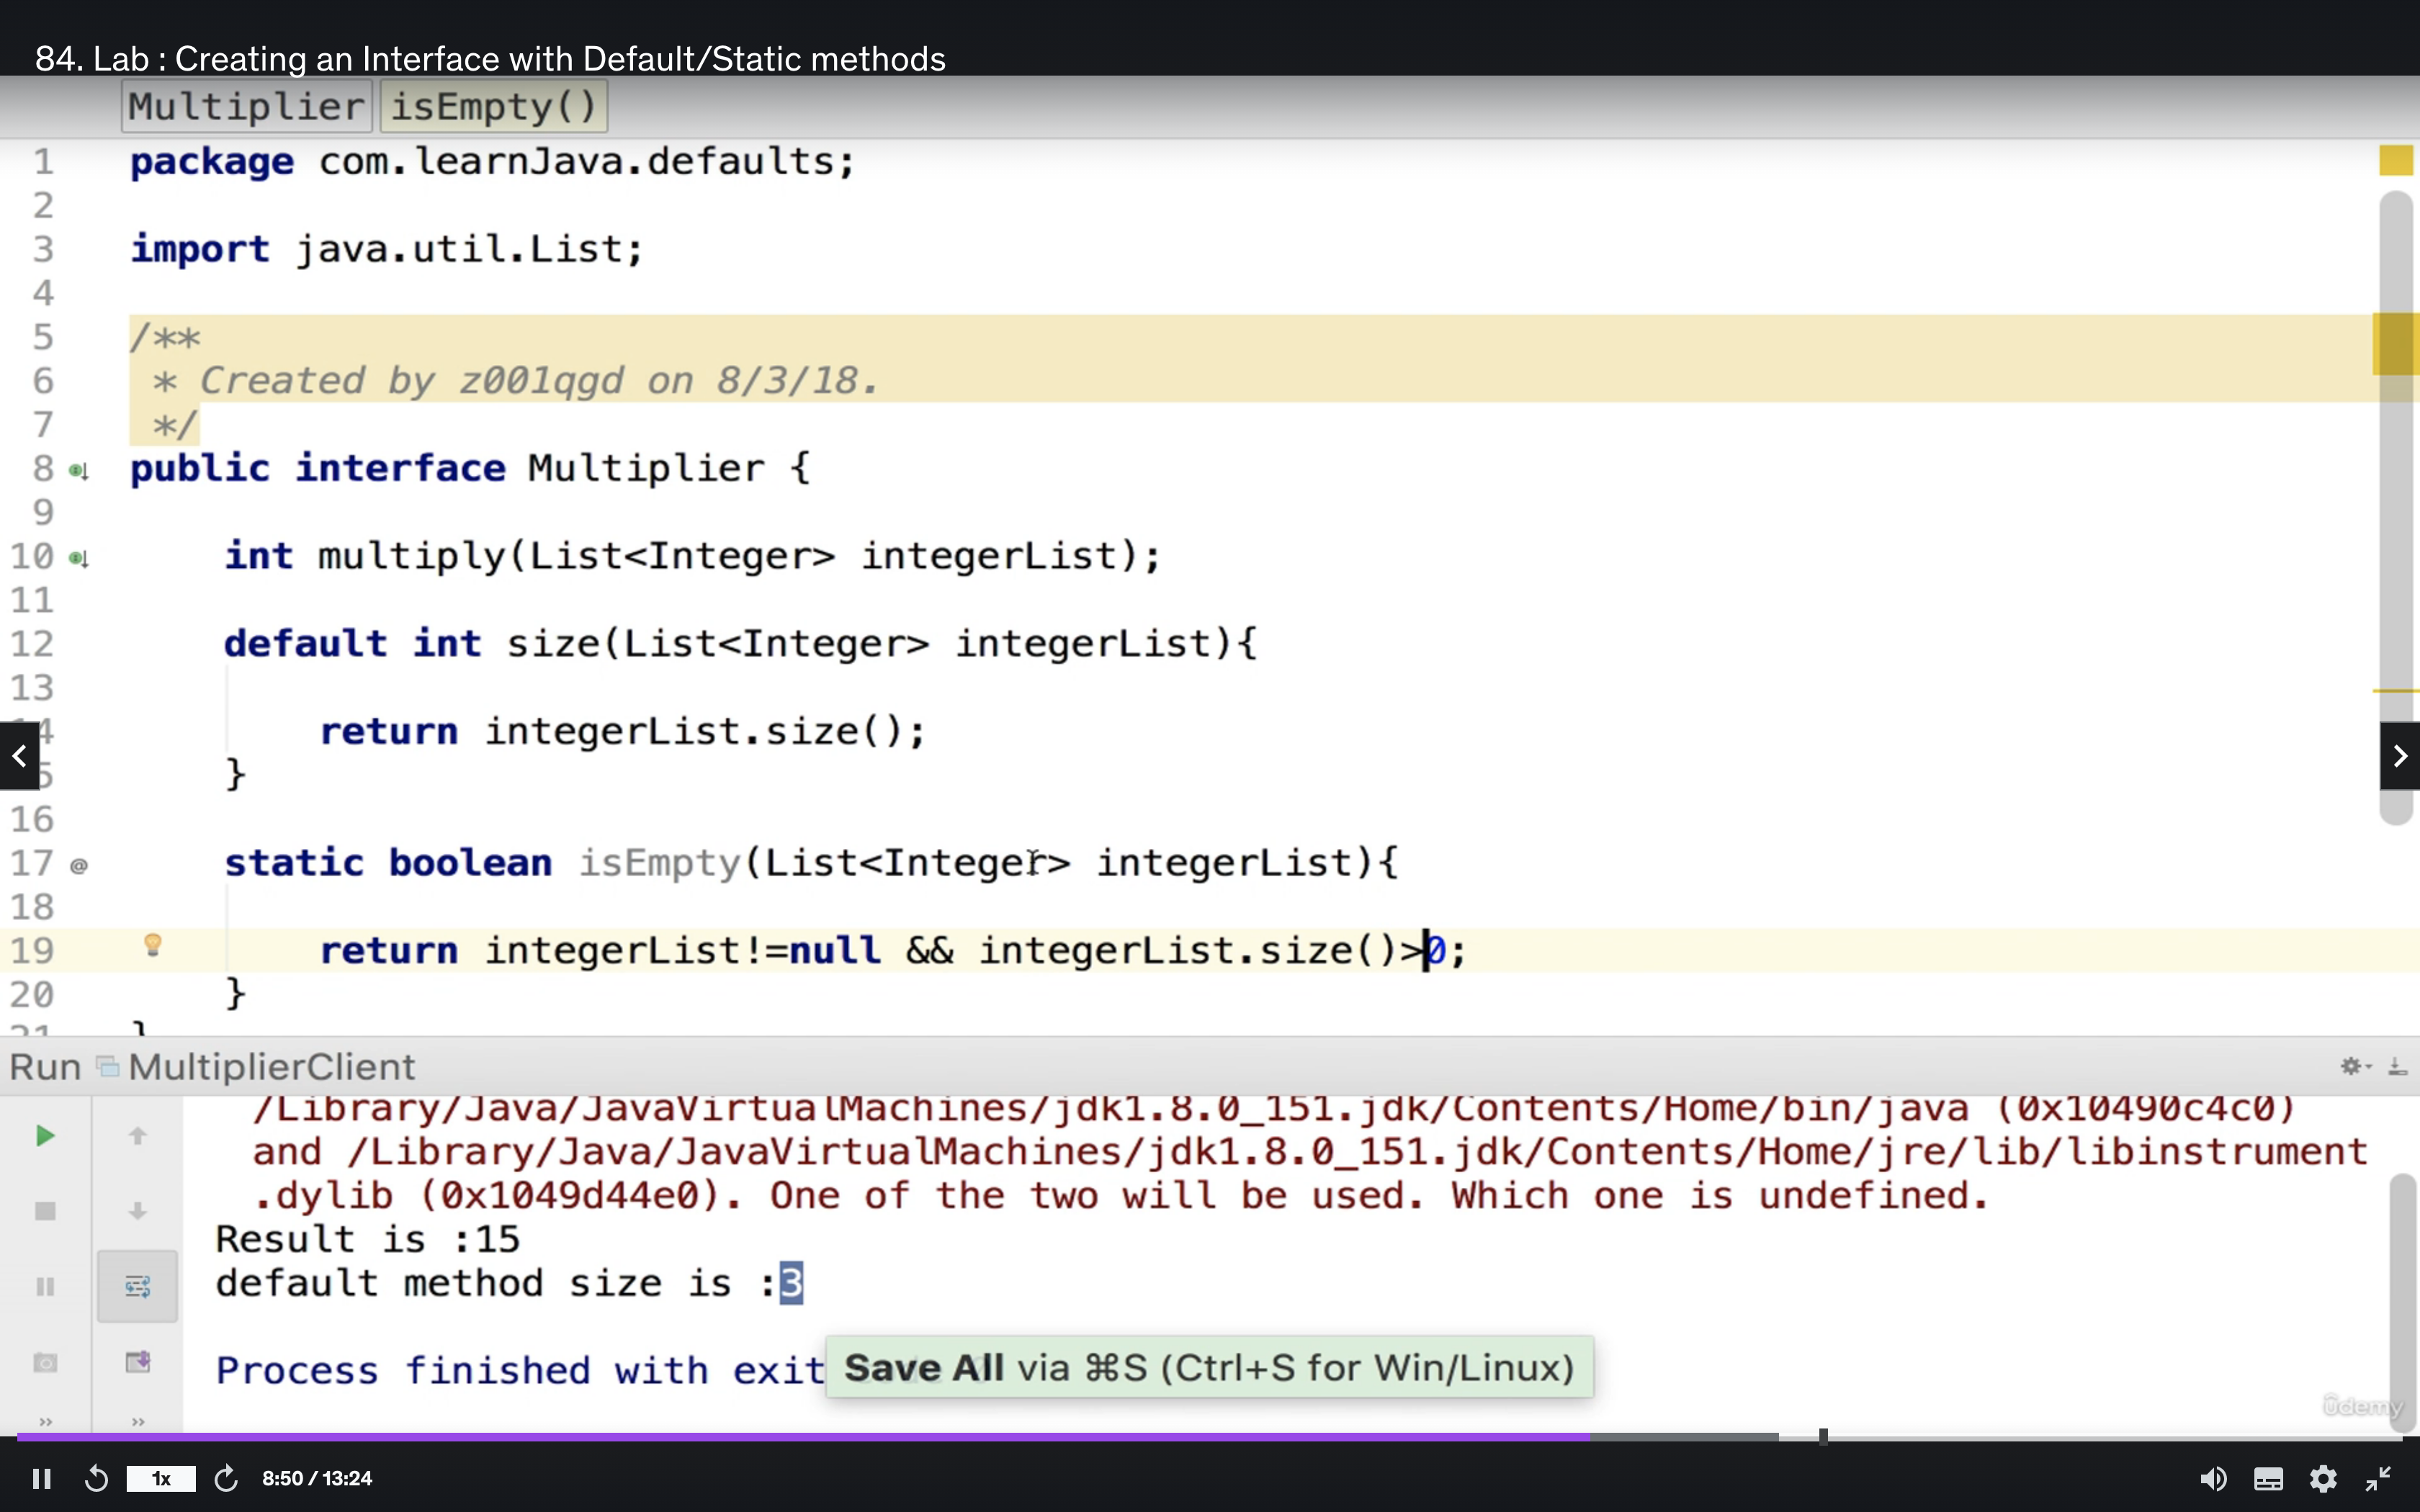 84. Lab : Creating an Interface with Default/Static methods
Multiplier isEmpty()
1 package com.learnJava.defaults;
2
3 import java.util.List;
4
5 /**
6 * Created by z001qgd on 8/3/18.
7 */
8 public interface Multiplier {
9
10 int multiply(List<Integer> integerList);
11
12 default int size(List<Integer> integerList){
13
4 return integerList.size();
5 }
16
17 @ static boolean isEmpty(List<Integer> integerList){
18
19 return integerList!=null && integerList.size()>0;
20 }
21 }
Run MultiplierClient
/Library/Java/JavaVirtualMachines/jdk1.8.0_151.jdk/Contents/Home/bin/java (0x10490c4c0)
and /Library/Java/JavaVirtualMachines/jdk1.8.0_151.jdk/Contents/Home/jre/lib/libinstrument
.dylib (0x1049d44e0). One of the two will be used. Which one is undefined.
Result is :15
default method size is :3
Process finished with exit
Save All via ⌘S (Ctrl+S for Win/Linux)
ûdemy
1x 8:50 / 13:24